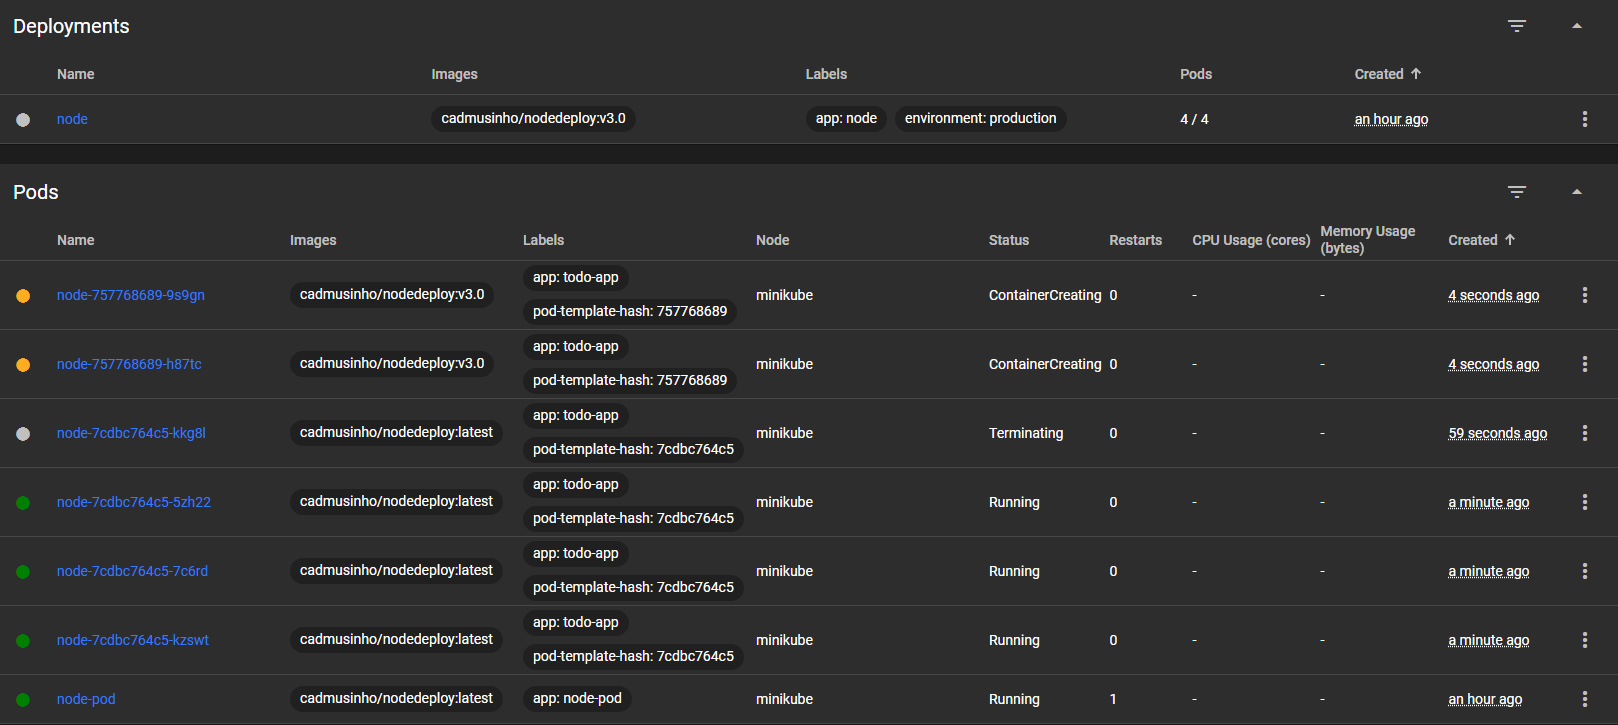 Deployments
Name Images Labels Pods Created
node cadmusinho/nodedeploy:v3.0 app: node environment: production 4 / 4 an hour ago
Pods
Name Images Labels Node Status Restarts CPU Usage (cores) Memory Usage (bytes) Created
node-757768689-9s9gn cadmusinho/nodedeploy:v3.0 app: todo-app pod-template-hash: 757768689 minikube ContainerCreating 0 - - 4 seconds ago
node-757768689-h87tc cadmusinho/nodedeploy:v3.0 app: todo-app pod-template-hash: 757768689 minikube ContainerCreating 0 - - 4 seconds ago
node-7cdbc764c5-kkg8l cadmusinho/nodedeploy:latest app: todo-app pod-template-hash: 7cdbc764c5 minikube Terminating 0 - - 59 seconds ago
node-7cdbc764c5-5zh22 cadmusinho/nodedeploy:latest app: todo-app pod-template-hash: 7cdbc764c5 minikube Running 0 - - a minute ago
node-7cdbc764c5-7c6rd cadmusinho/nodedeploy:latest app: todo-app pod-template-hash: 7cdbc764c5 minikube Running 0 - - a minute ago
node-7cdbc764c5-kzswt cadmusinho/nodedeploy:latest app: todo-app pod-template-hash: 7cdbc764c5 minikube Running 0 - - a minute ago
node-pod cadmusinho/nodedeploy:latest app: node-pod minikube Running 1 - - an hour ago